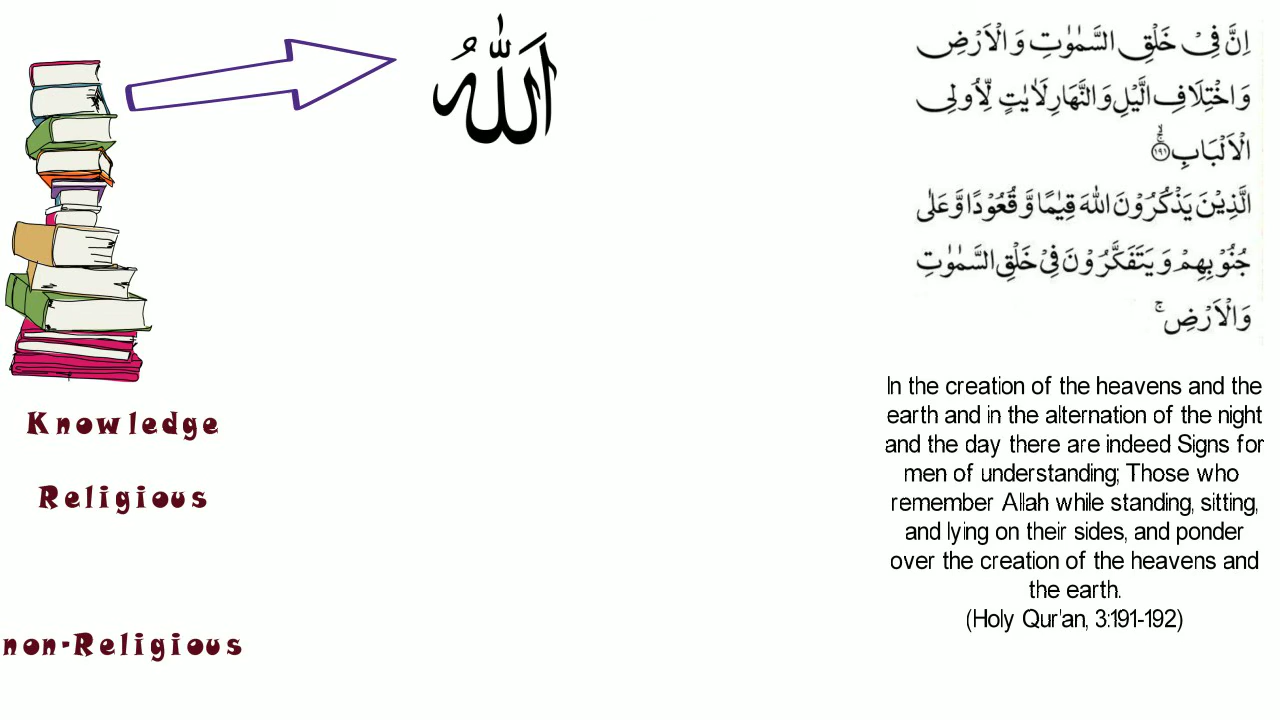 الله
Knowledge
Religious
non-Religious
اِنَّ فِیْ خَلْقِ السَّمٰوٰتِ وَ الْاَرْضِ
وَ اخْتِلَافِ الَّیْلِ وَ النَّهَارِ لَاٰیٰتٍ لِّاُولِی
الْاَلْبَابِ ﴿۱۹۱﴾ۚ
الَّذِیْنَ یَذْكُرُوْنَ اللّٰهَ قِیٰمًا وَّ قُعُوْدًا وَّ عَلٰی
جُنُوْبِهِمْ وَ یَتَفَكَّرُوْنَ فِیْ خَلْقِ السَّمٰوٰتِ
وَ الْاَرْضِ ۚ
In the creation of the heavens and the
earth and in the alternation of the night
and the day there are indeed Signs for
men of understanding; Those who
remember Allah while standing, sitting,
and lying on their sides, and ponder
over the creation of the heavens and
the earth.
(Holy Qur'an, 3:191-192)